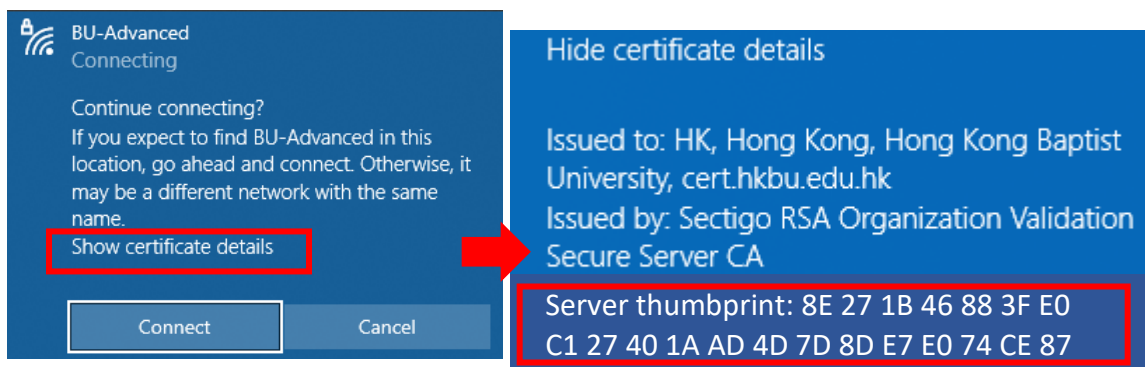 BU-Advanced
Connecting
Continue connecting?
If you expect to find BU-Advanced in this
location, go ahead and connect. Otherwise, it
may be a different network with the same
name.
Show certificate details
Connect
Cancel
Hide certificate details
Issued to: HK, Hong Kong, Hong Kong Baptist
University, cert.hkbu.edu.hk
Issued by: Sectigo RSA Organization Validation
Secure Server CA
Server thumbprint: 8E 27 1B 46 88 3F E0
C1 27 40 1A AD 4D 7D 8D E7 E0 74 CE 87